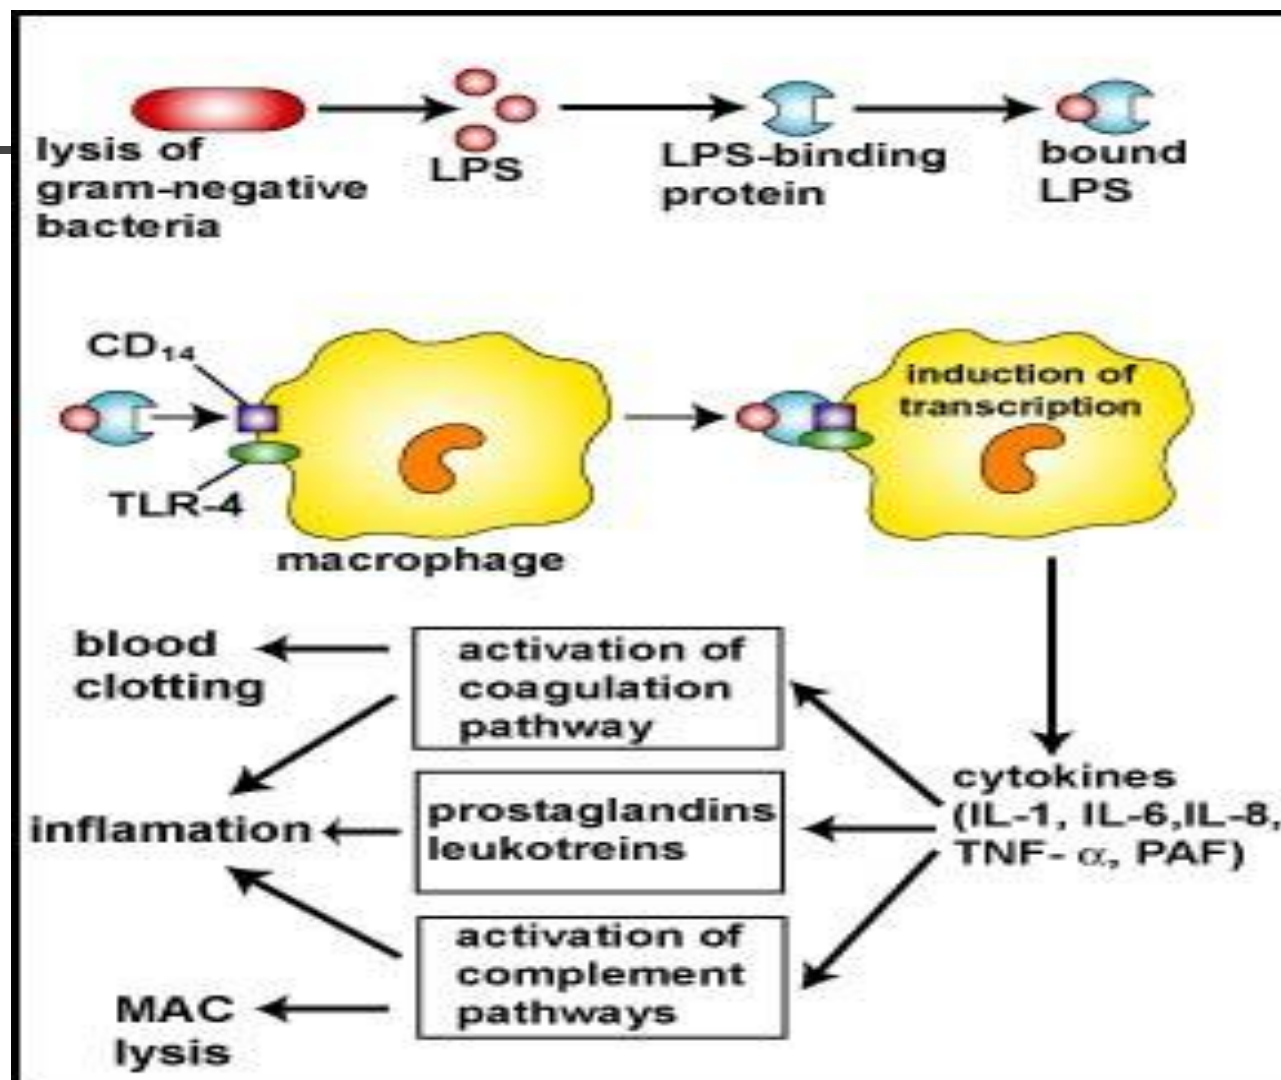 lysis of
gram-negative
bacteria
LPS
LPS-binding
protein
bound
LPS
CD14
TLR-4
macrophage
induction of
transcription
blood
clotting
activation of
coagulation
pathway
inflamation
prostaglandins
leukotreins
cytokines
(IL-1, IL-6,IL-8,
TNF- α, PAF)
activation of
complement
pathways
MAC
lysis